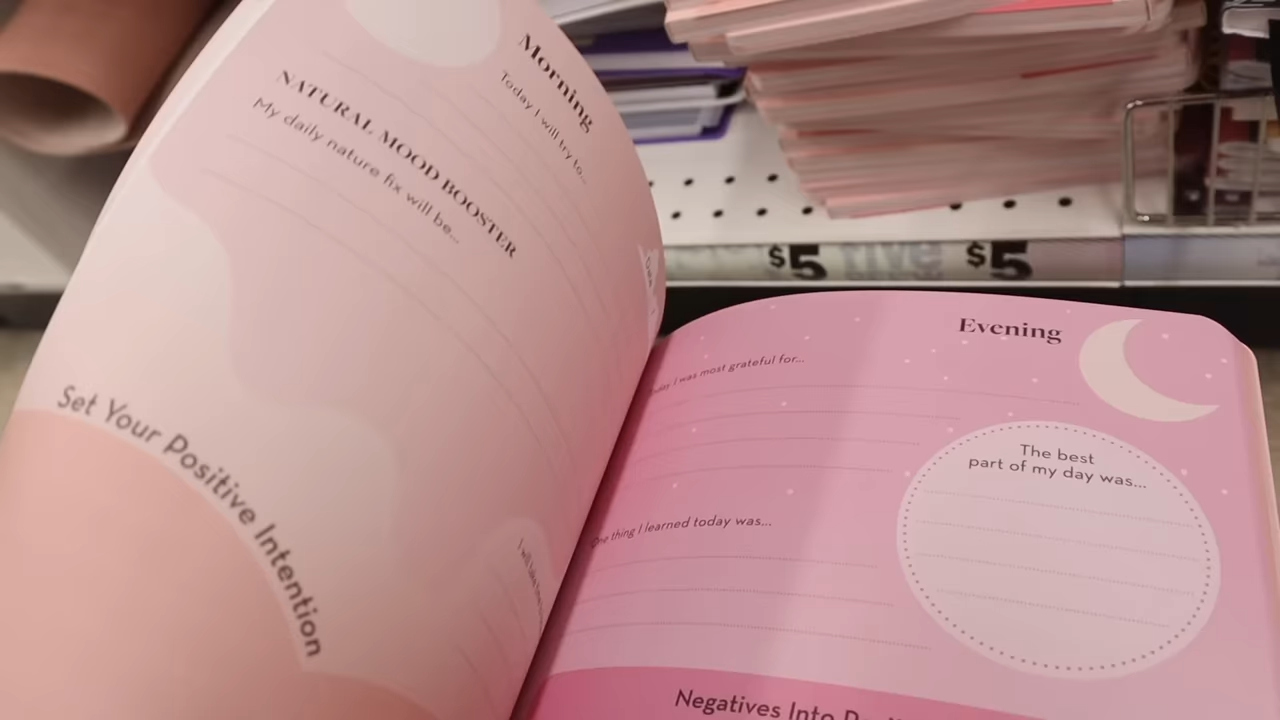 Morning
Today I will try to...
NATURAL MOOD BOOSTER
My daily nature fix will be...
Set Your Positive Intention
I will
Evening
I was most grateful for...
The best
part of my day was...
One thing I learned today was...
Negatives Into
$5 $5